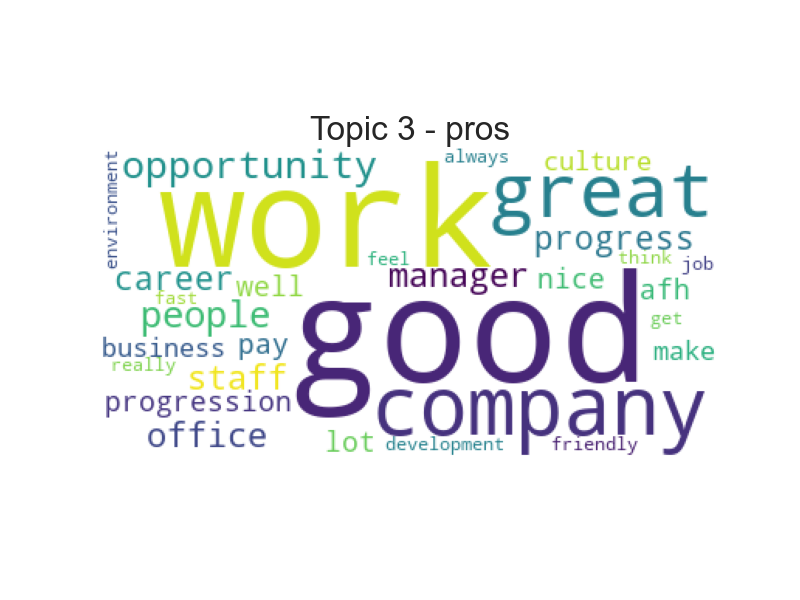 Topic 3 - pros
environment
opportunity
always
culture
work
great
progress
feel
think
job
career
well
manager
nice
afh
fast
people
good
get
business
pay
make
really
staff
company
progression
office
lot
development
friendly